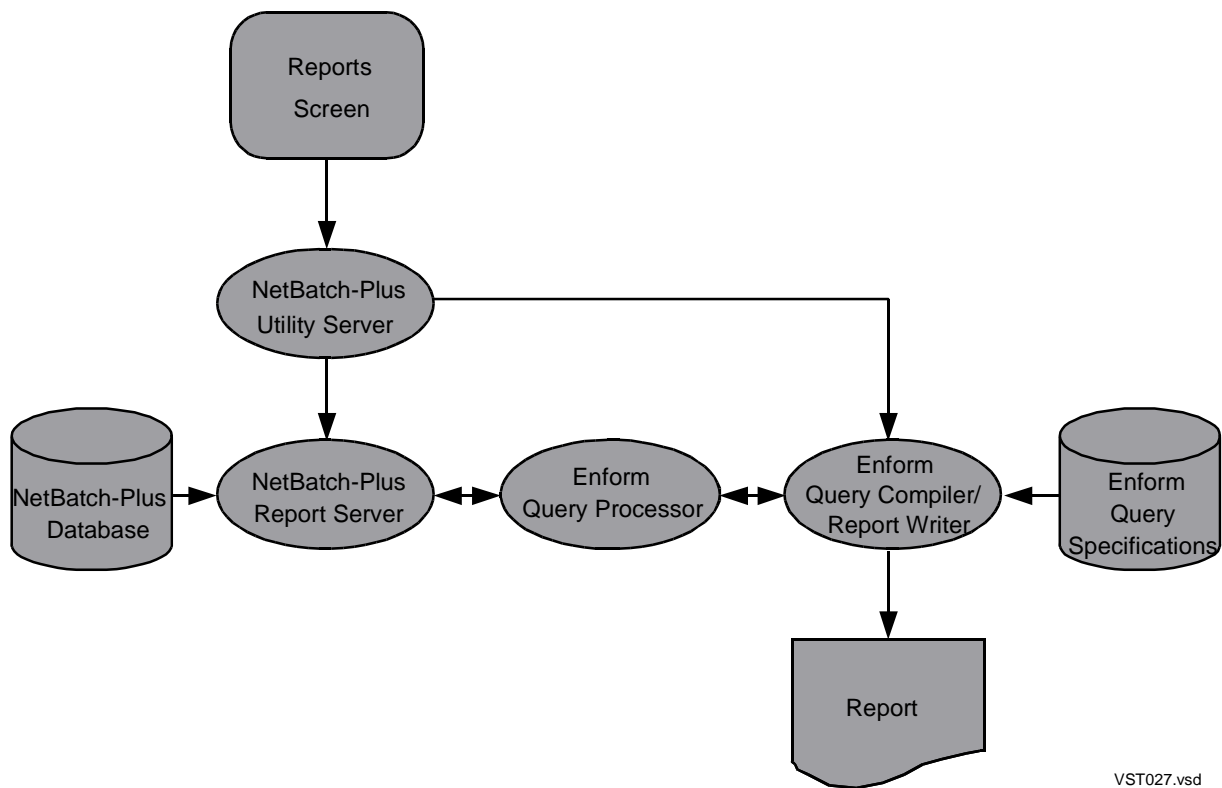 Reports
Screen
NetBatch-Plus
Utility Server
NetBatch-Plus
Database
NetBatch-Plus
Report Server
Enform
Query Processor
Enform
Query Compiler/
Report Writer
Enform
Query
Specifications
Report
VST027.vsd